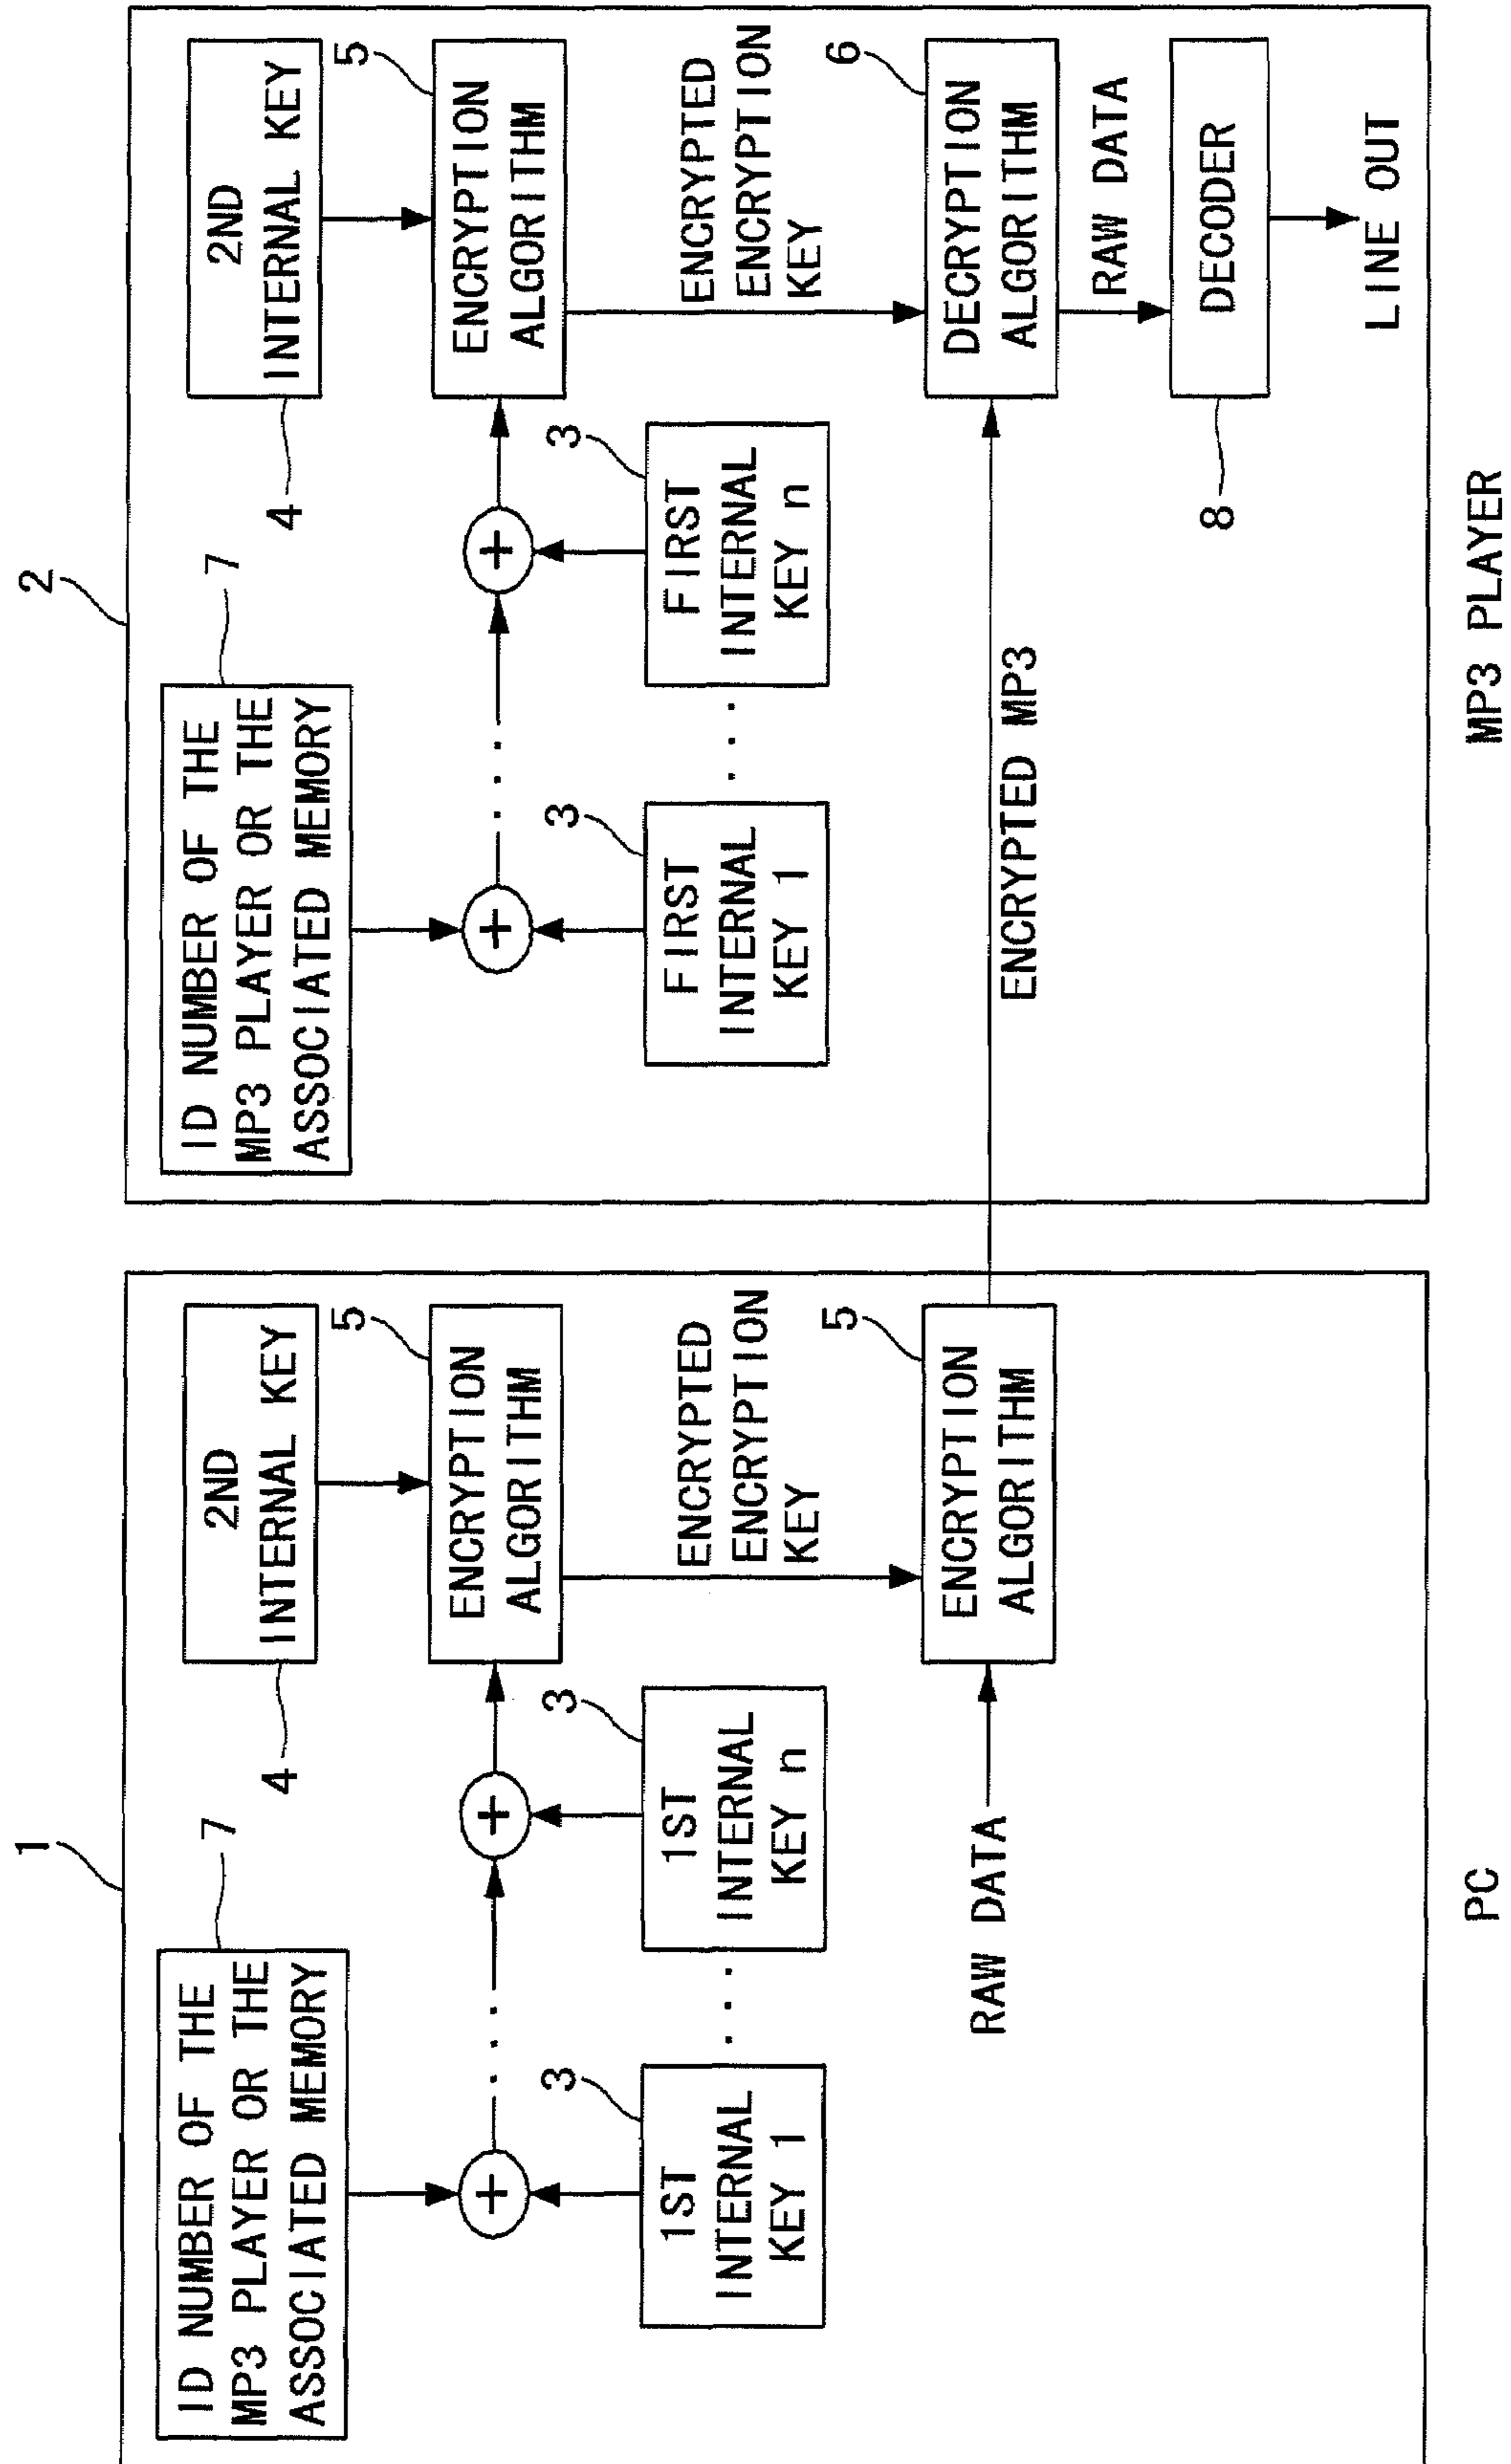 1
7
ID NUMBER OF THE
MP3 PLAYER OR THE
ASSOCIATED MEMORY
4
2ND
INTERNAL KEY
5
ENCRYPTION
ALGORITHM
+
...
+
3
1ST
INTERNAL
KEY 1
...
3
1ST
INTERNAL
KEY n
ENCRYPTED
ENCRYPTION
KEY
5
RAW DATA
ENCRYPTION
ALGORITHM
PC
2
7
ID NUMBER OF THE
MP3 PLAYER OR THE
ASSOCIATED MEMORY
4
2ND
INTERNAL KEY
5
ENCRYPTION
ALGORITHM
+
...
+
3
FIRST
INTERNAL
KEY 1
...
3
FIRST
INTERNAL
KEY n
ENCRYPTED
ENCRYPTION
KEY
6
ENCRYPTED MP3
DECRYPTION
ALGORITHM
RAW DATA
8
DECODER
LINE OUT
MP3 PLAYER